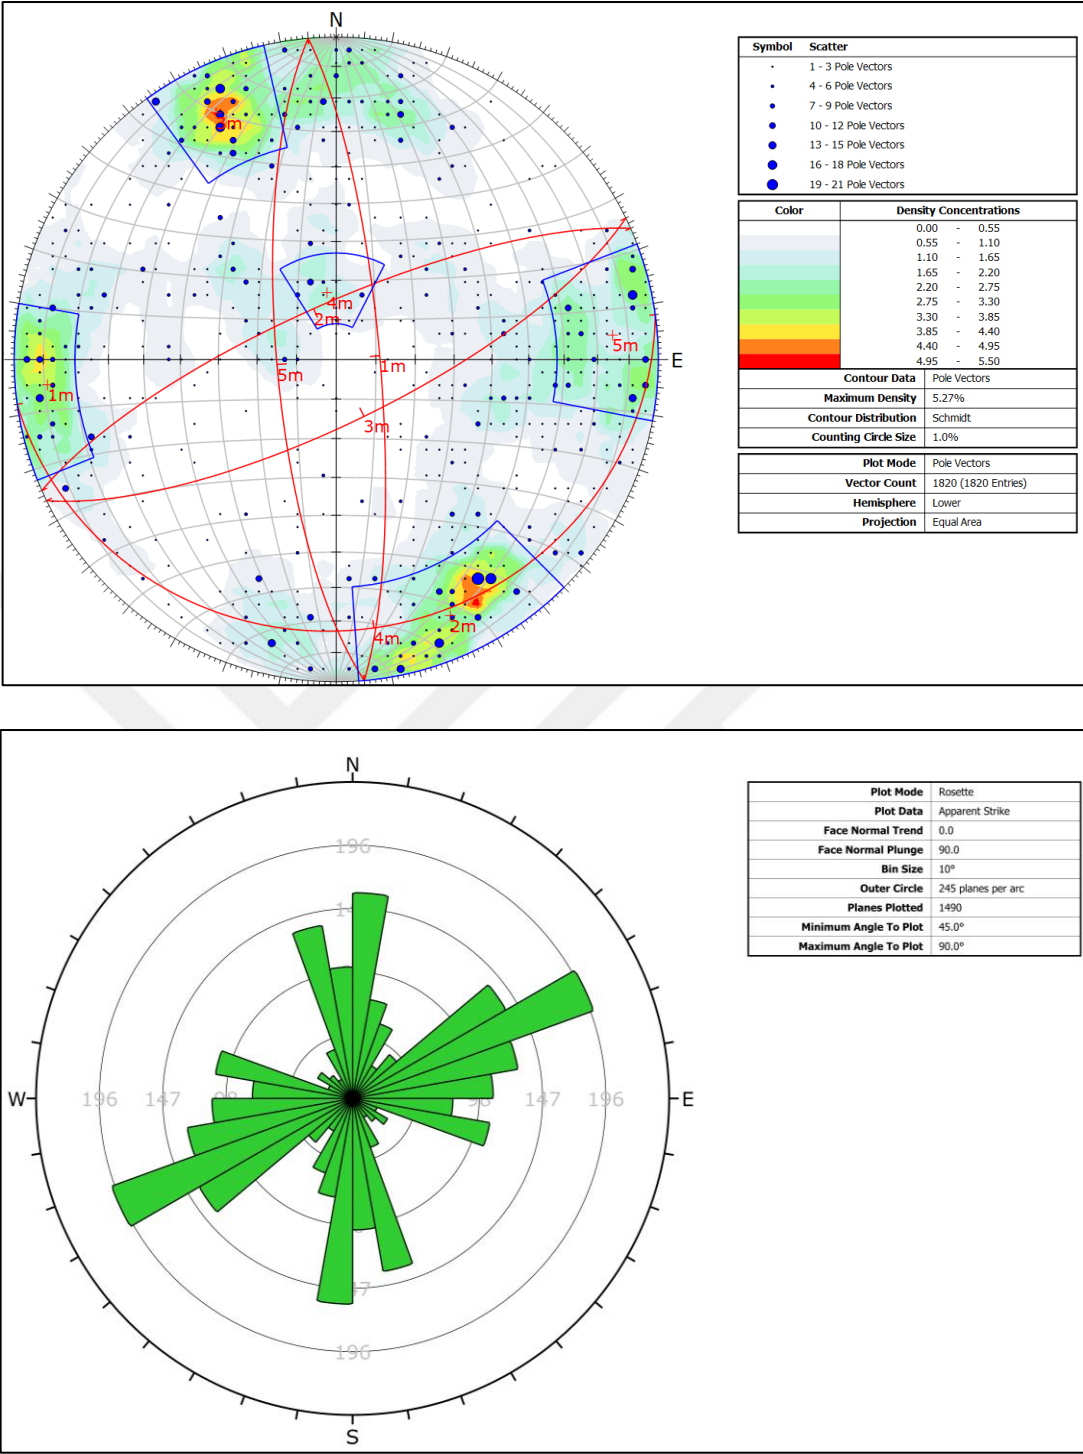 N
E
m
4m
2m
5m
1m
5m
1m
3m
2m
4m
Symbol Scatter
1 - 3 Pole Vectors
4 - 6 Pole Vectors
7 - 9 Pole Vectors
10 - 12 Pole Vectors
13 - 15 Pole Vectors
16 - 18 Pole Vectors
19 - 21 Pole Vectors
Color Density Concentrations
0.00 - 0.55
0.55 - 1.10
1.10 - 1.65
1.65 - 2.20
2.20 - 2.75
2.75 - 3.30
3.30 - 3.85
3.85 - 4.40
4.40 - 4.95
4.95 - 5.50
Contour Data Pole Vectors
Maximum Density 5.27%
Contour Distribution Schmidt
Counting Circle Size 1.0%
Plot Mode Pole Vectors
Vector Count 1820 (1820 Entries)
Hemisphere Lower
Projection Equal Area
N
196
W
196 147
147 196
E
196
S
Plot Mode Rosette
Plot Data Apparent Strike
Face Normal Trend 0.0
Face Normal Plunge 90.0
Bin Size 10°
Outer Circle 245 planes per arc
Planes Plotted 1490
Minimum Angle To Plot 45.0°
Maximum Angle To Plot 90.0°